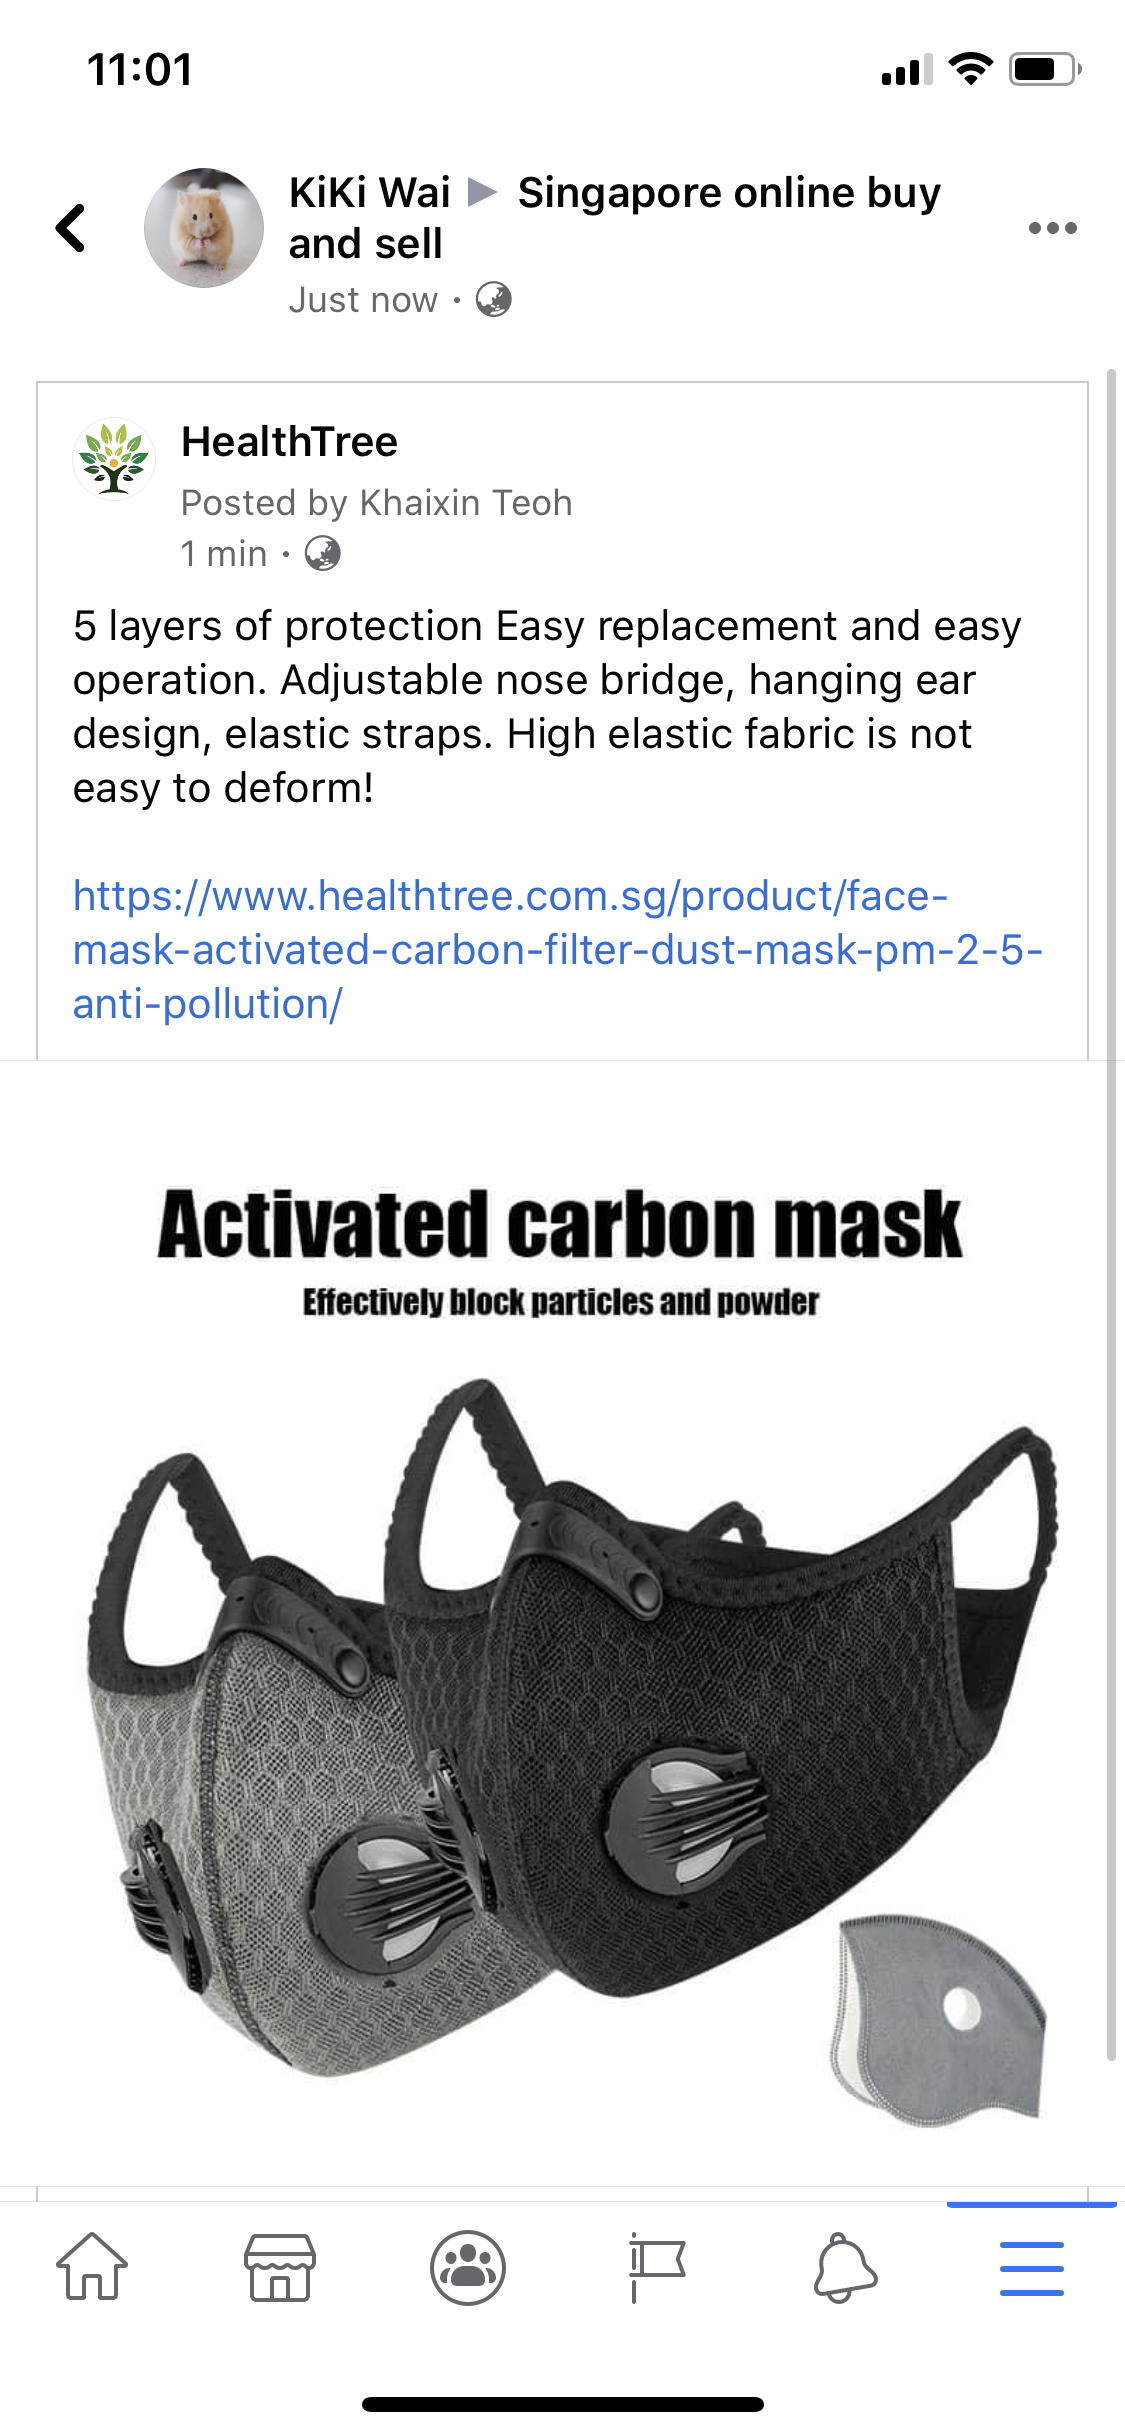 11:01
KiKi Wai ▶ Singapore online buy
and sell
Just now ·
HealthTree
Posted by Khaixin Teoh
1 min ·
5 layers of protection Easy replacement and easy
operation. Adjustable nose bridge, hanging ear
design, elastic straps. High elastic fabric is not
easy to deform!
https://www.healthtree.com.sg/product/face-
mask-activated-carbon-filter-dust-mask-pm-2-5-
anti-pollution/
Activated carbon mask
Effectively block particles and powder